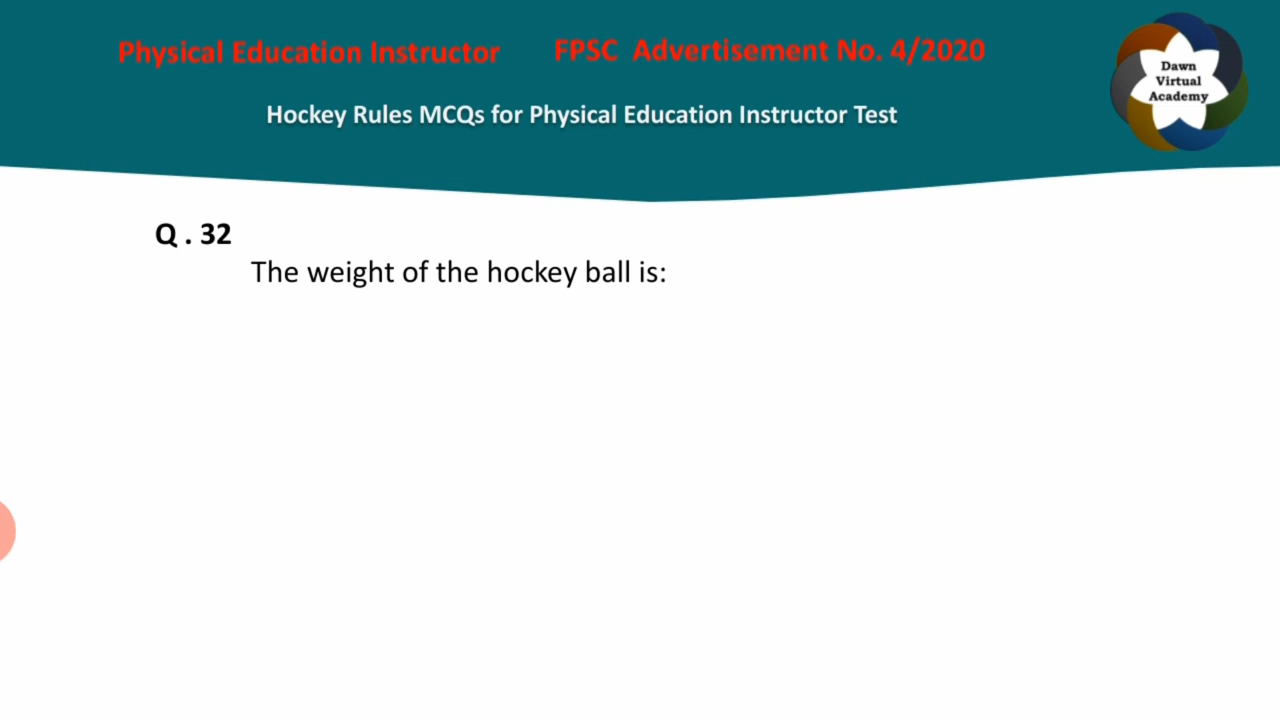 Physical Education Instructor FPSC Advertisement No. 4/2020
Hockey Rules MCQs for Physical Education Instructor Test
Dawn
Virtual
Academy
Q . 32
The weight of the hockey ball is: